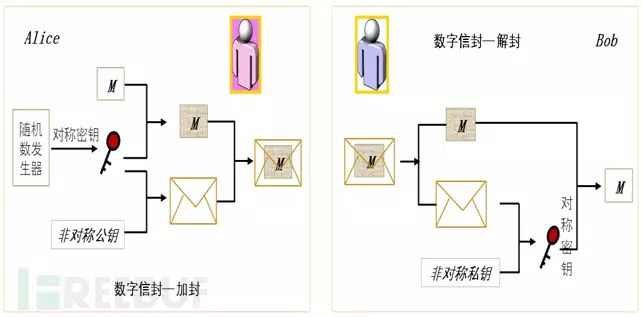 Alice
M
随机
数发
生器
对称密钥
M
M
非对称公钥
数字信封—加封
FREEBUF
数字信封—解封
Bob
M
M
对
称
密
钥
M
非对称私钥